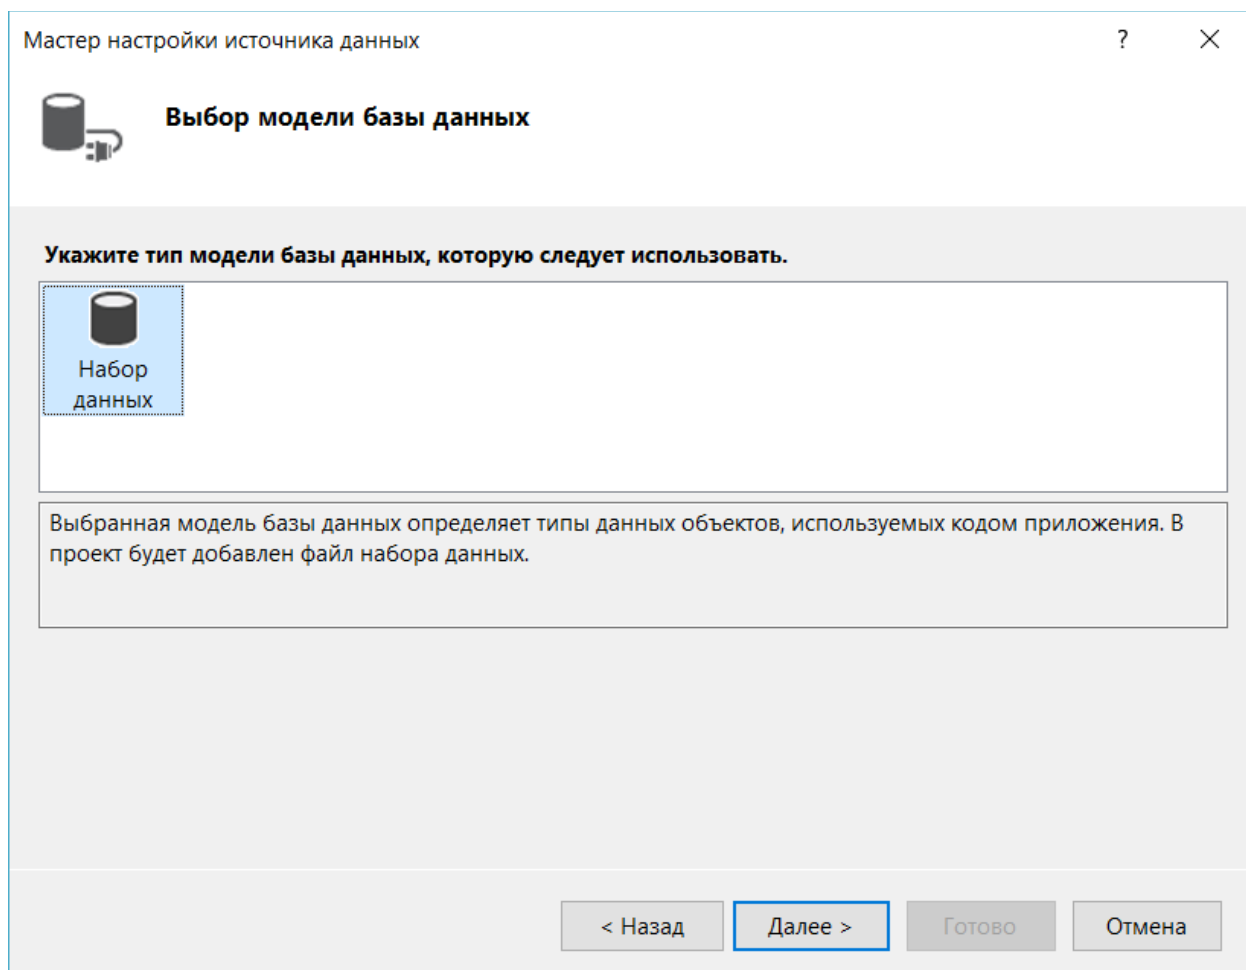 Мастер настройки источника данных
?
Выбор модели базы данных
Укажите тип модели базы данных, которую следует использовать.
Набор
данных
Выбранная модель базы данных определяет типы данных объектов, используемых кодом приложения. В
проект будет добавлен файл набора данных.
< Назад
Далее >
Готово
Отмена